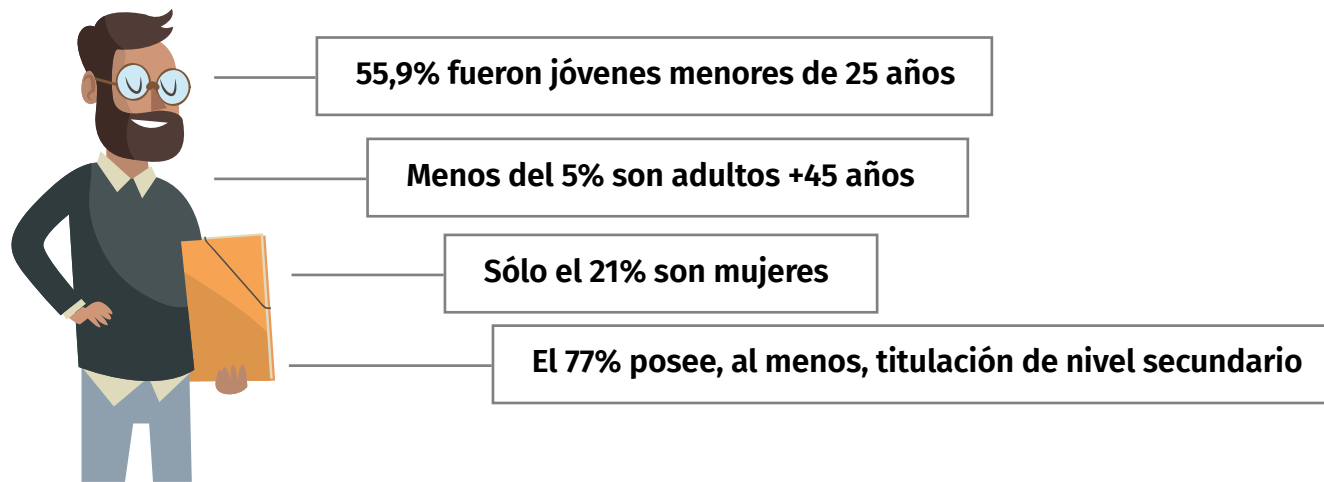 55,9% fueron jóvenes menores de 25 años
Menos del 5% son adultos +45 años
Sólo el 21% son mujeres
El 77% posee, al menos, titulación de nivel secundario